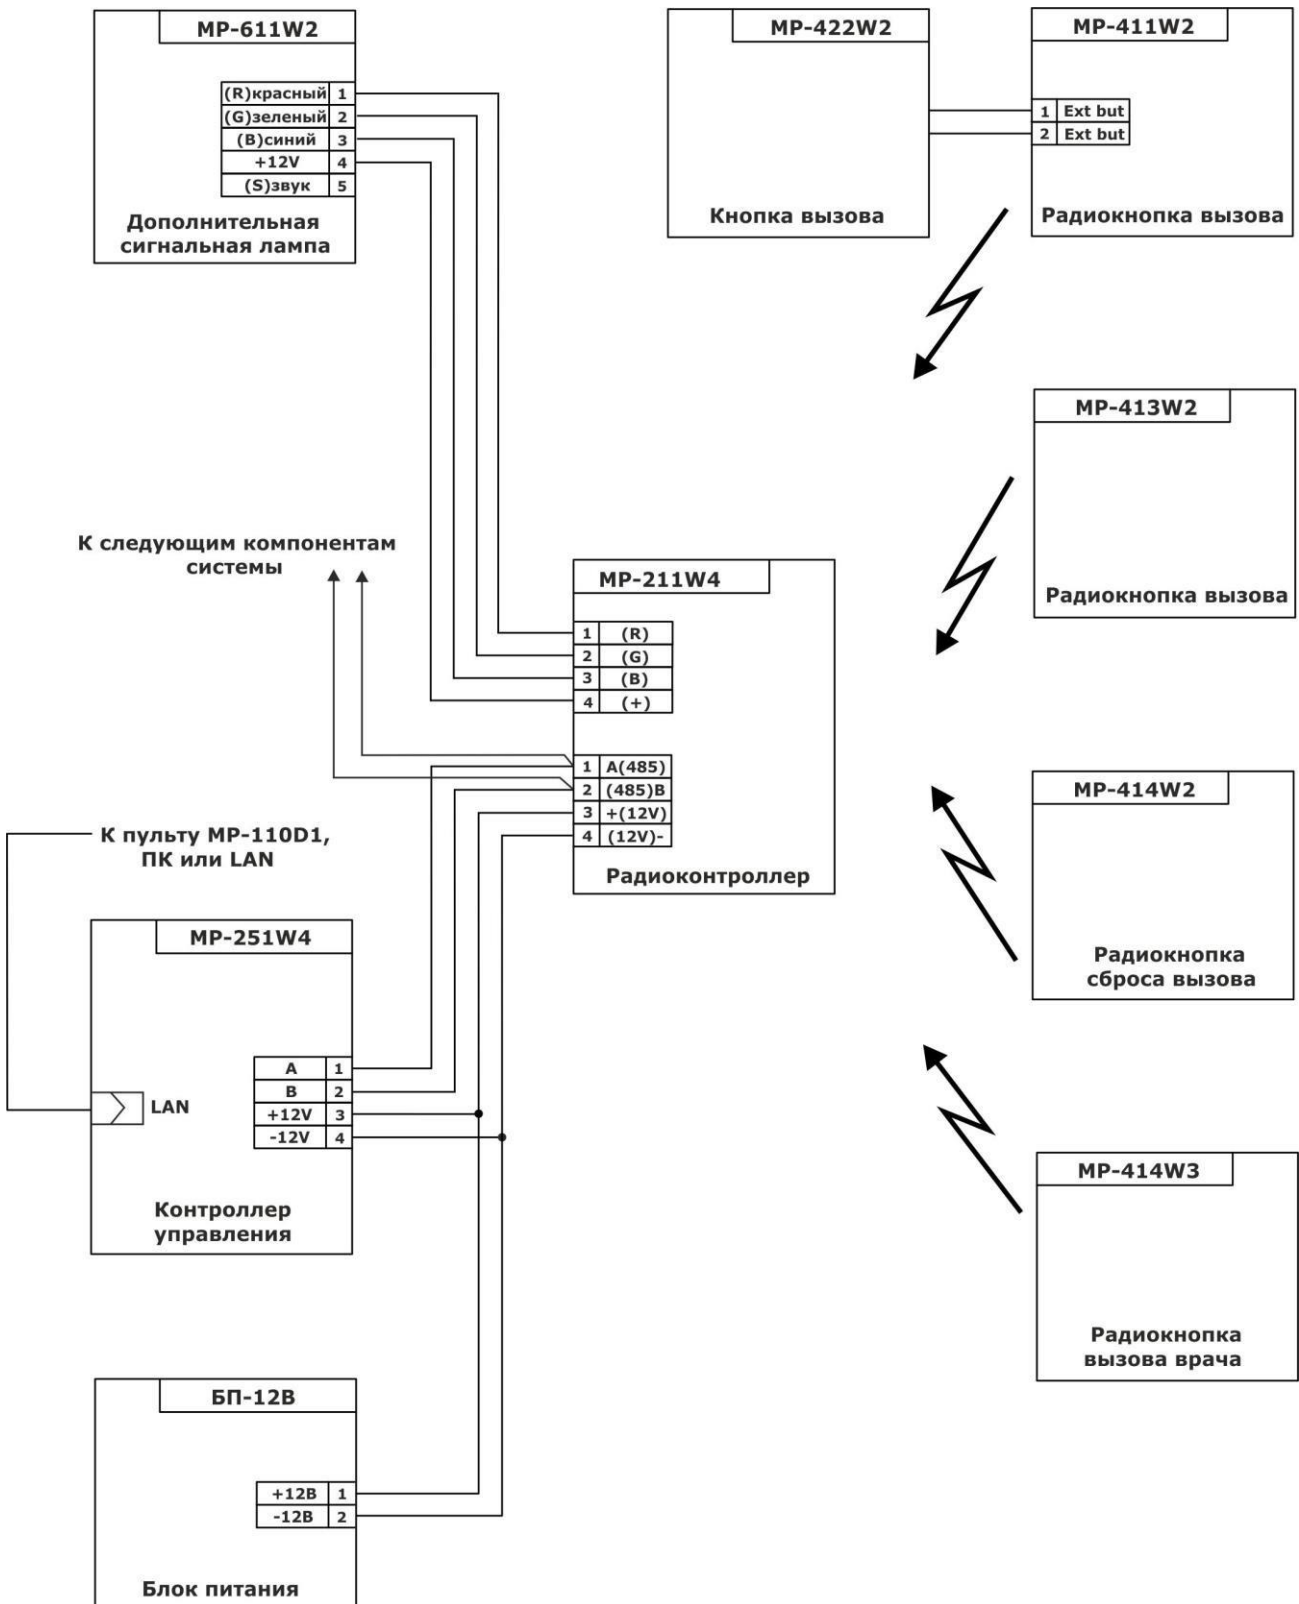 MP-611W2
(R)красный 1
(G)зеленый 2
(B)синий 3
+12V 4
(S)звук 5
Дополнительная
сигнальная лампа
MP-422W2
Кнопка вызова
MP-411W2
1 Ext but
2 Ext but
Радиокнопка вызова
MP-413W2
Радиокнопка вызова
К следующим компонентам
системы
MP-211W4
1 (R)
2 (G)
3 (B)
4 (+)
1 A(485)
2 (485)B
3 +(12V)
4 (12V)-
Радиоконтроллер
MP-414W2
Радиокнопка
сброса вызова
К пульту MP-110D1,
ПК или LAN
MP-251W4
LAN
A 1
B 2
+12V 3
-12V 4
Контроллер
управления
MP-414W3
Радиокнопка
вызова врача
БП-12В
+12В 1
-12В 2
Блок питания